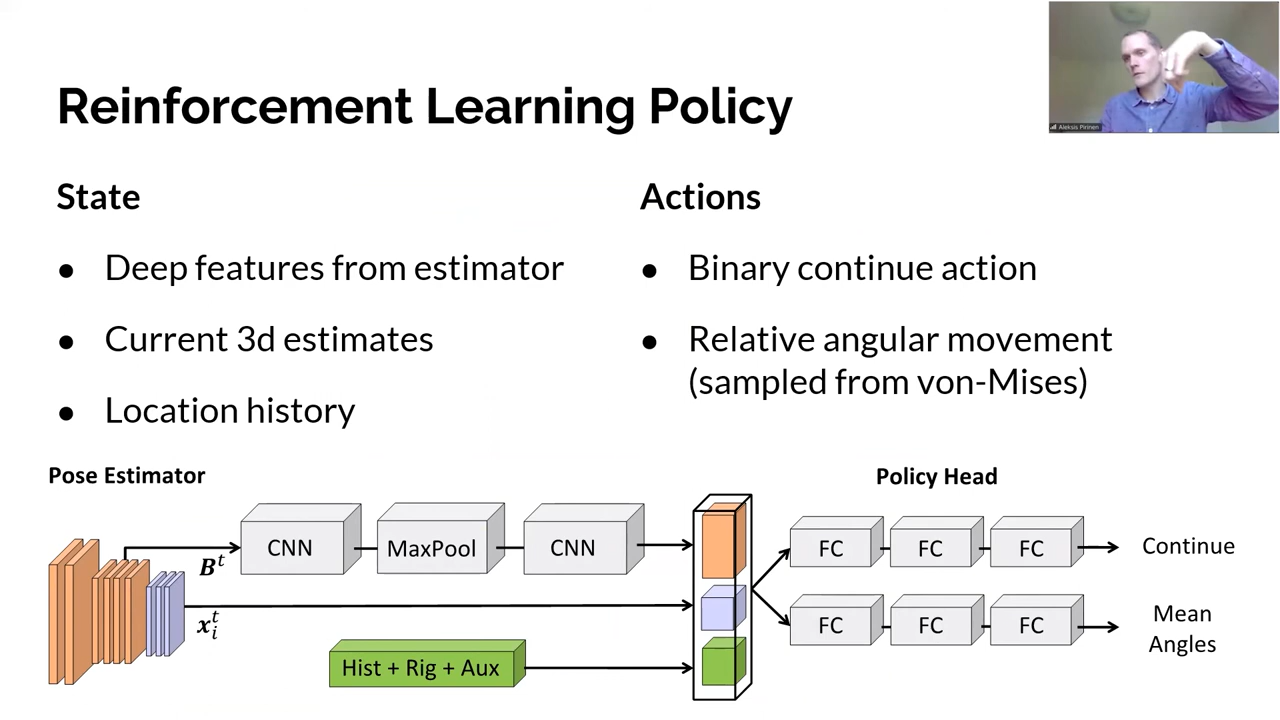 Reinforcement Learning Policy
Aleksis Pirinen
State
● Deep features from estimator
● Current 3d estimates
● Location history
Actions
● Binary continue action
● Relative angular movement
(sampled from von-Mises)
Pose Estimator
Policy Head
CNN
MaxPool
CNN
B^t
x_i^t
Hist + Rig + Aux
FC
FC
FC
Continue
FC
FC
FC
Mean
Angles